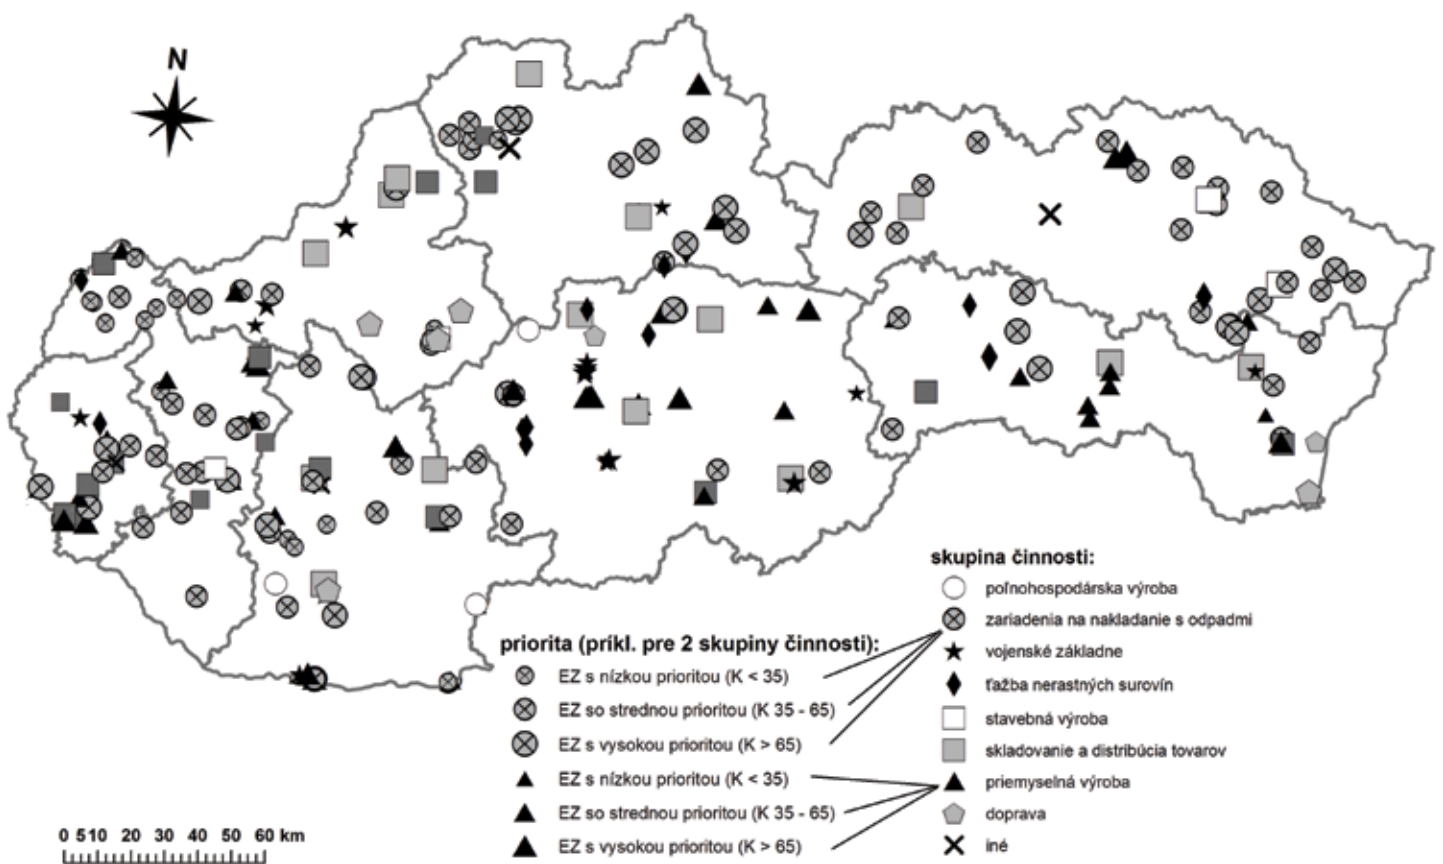 N
skupina činnosti:
poľnohospodárska výroba
zariadenia na nakladanie s odpadmi
vojenské základne
ťažba nerastných surovín
stavebná výroba
skladovanie a distribúcia tovarov
priemyselná výroba
doprava
iné
priorita (príkl. pre 2 skupiny činnosti):
EZ s nízkou prioritou (K < 35)
EZ so strednou prioritou (K 35 - 65)
EZ s vysokou prioritou (K > 65)
EZ s nízkou prioritou (K < 35)
EZ so strednou prioritou (K 35 - 65)
EZ s vysokou prioritou (K > 65)
0 5 10 20 30 40 50 60 km